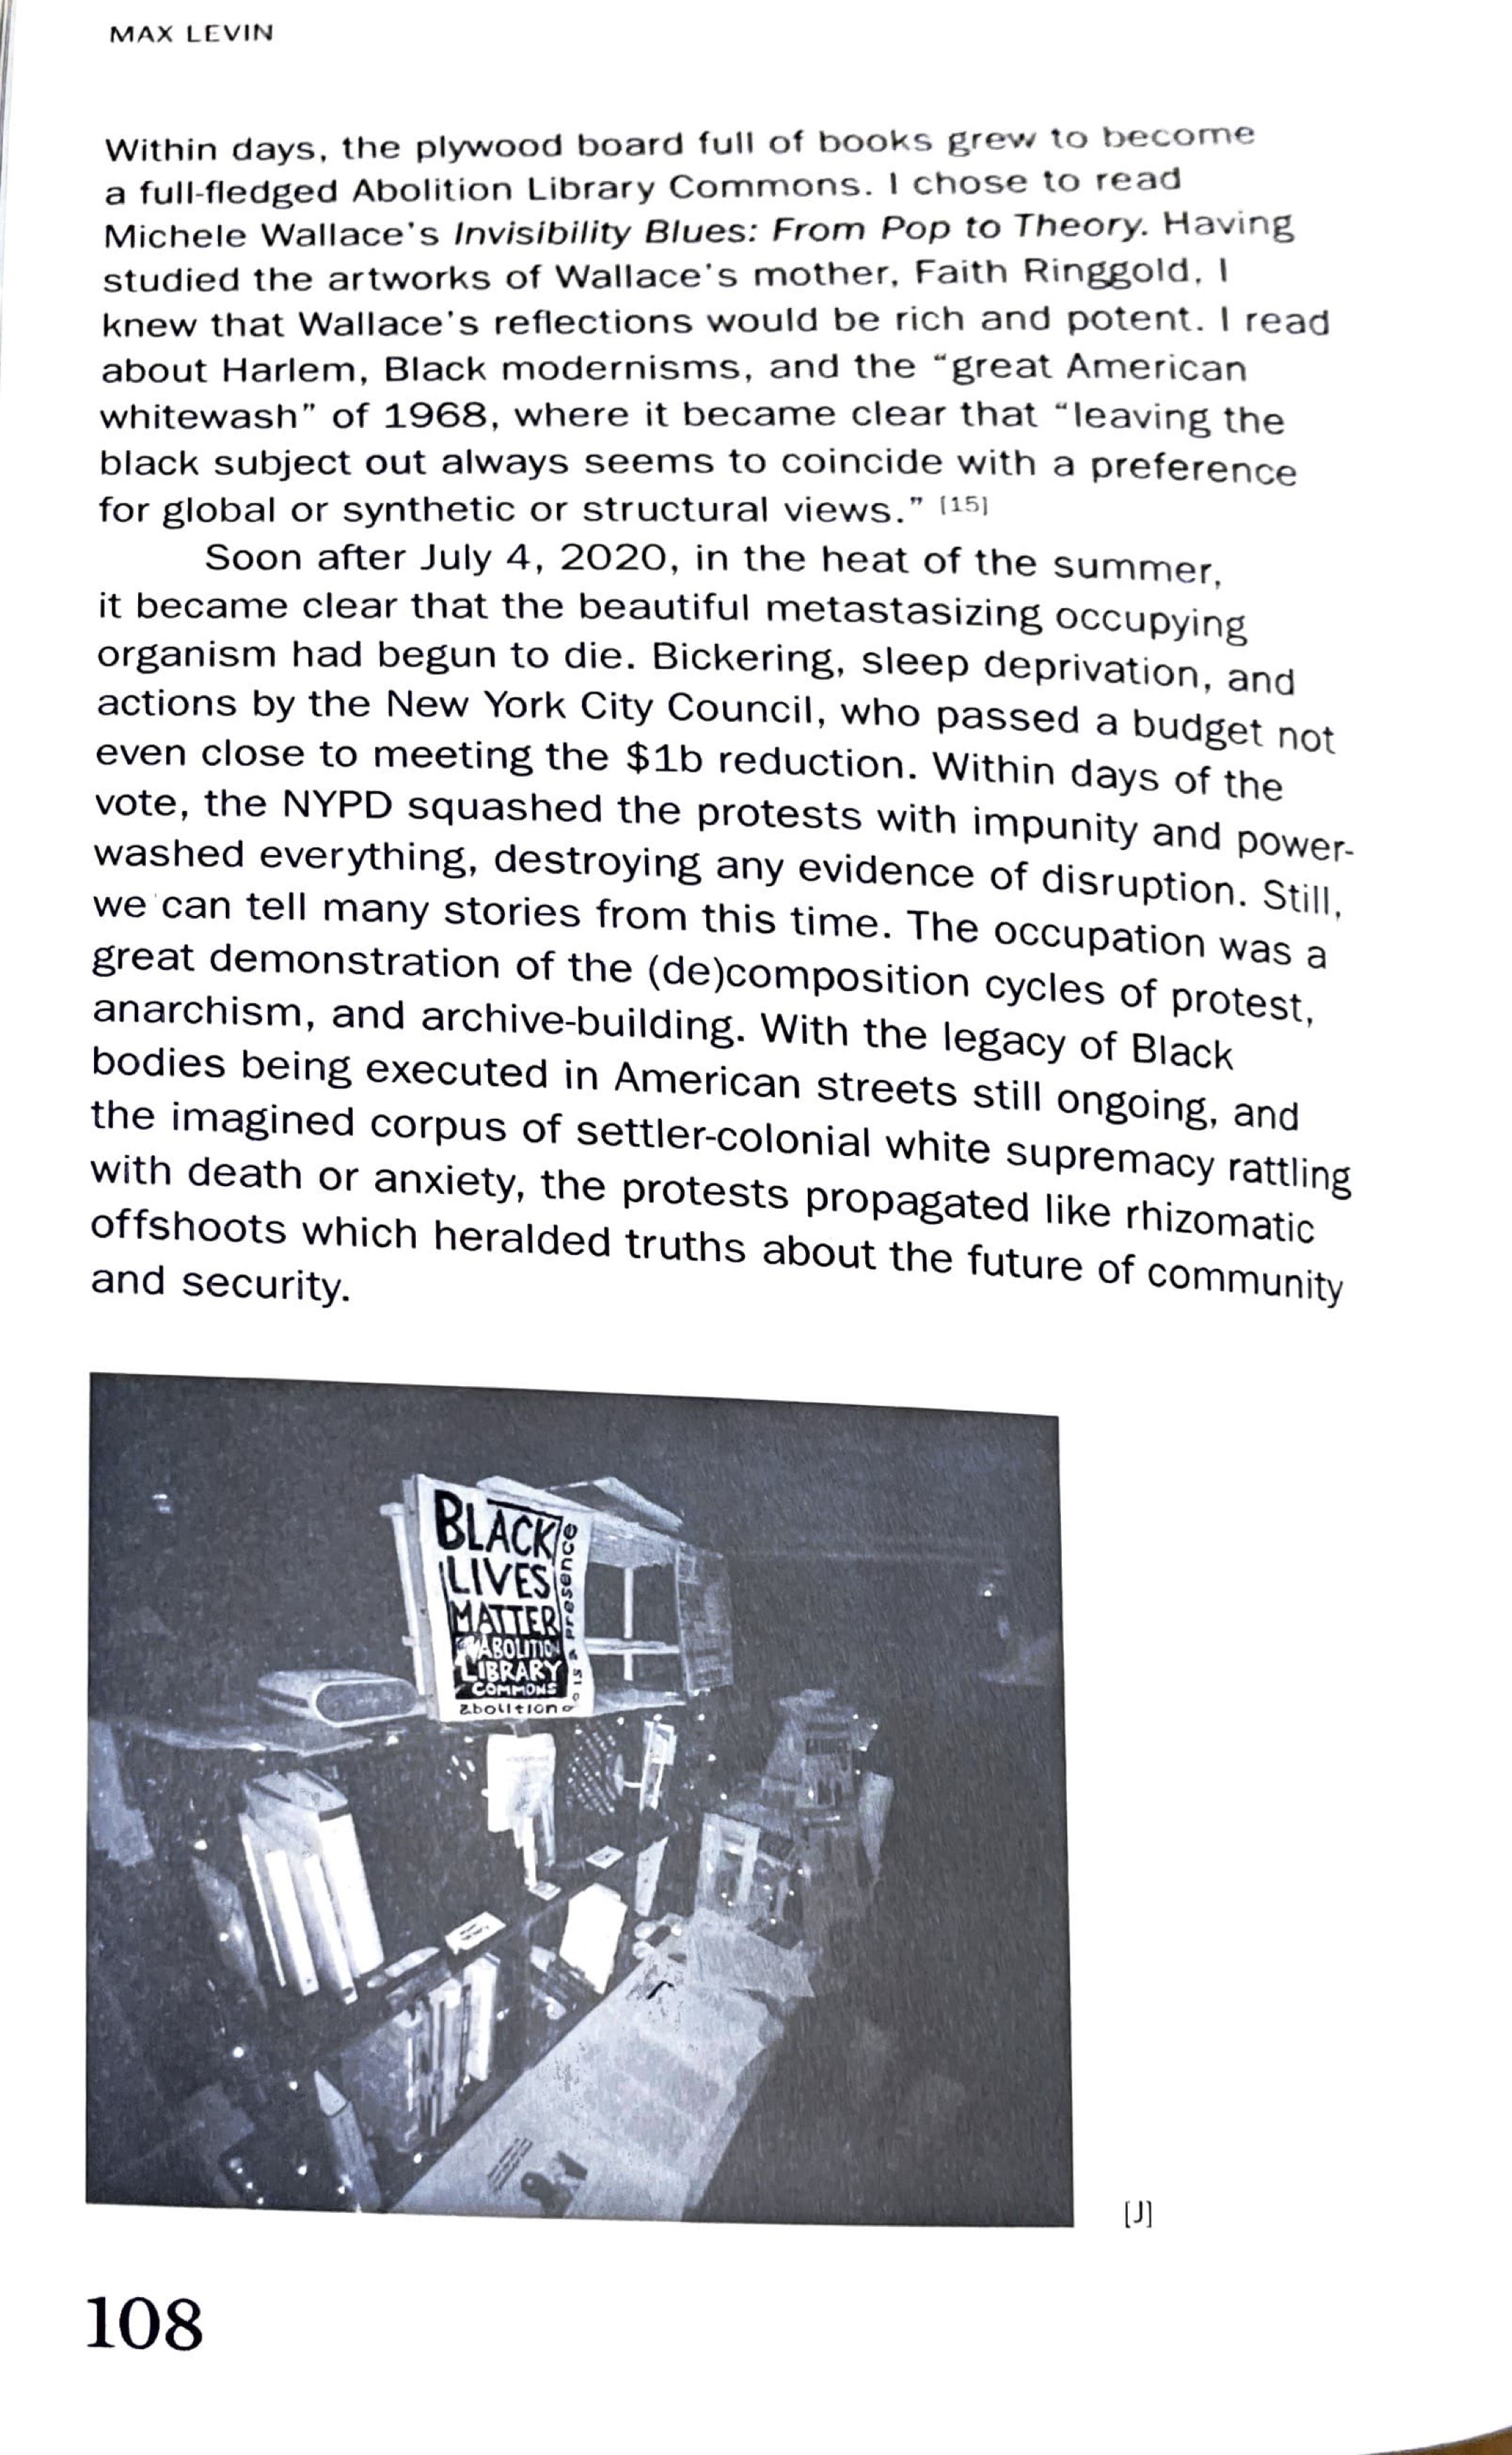 MAX LEVIN
Within days, the plywood board full of books grew to become
a full-fledged Abolition Library Commons. I chose to read
Michele Wallace's Invisibility Blues: From Pop to Theory. Having
studied the artworks of Wallace's mother, Faith Ringgold, I
knew that Wallace's reflections would be rich and potent. I read
about Harlem, Black modernisms, and the “great American
whitewash” of 1968, where it became clear that “leaving the
black subject out always seems to coincide with a preference
for global or synthetic or structural views.” [15]
Soon after July 4, 2020, in the heat of the summer,
it became clear that the beautiful metastasizing occupying
organism had begun to die. Bickering, sleep deprivation, and
actions by the New York City Council, who passed a budget not
even close to meeting the $1b reduction. Within days of the
vote, the NYPD squashed the protests with impunity and power-
washed everything, destroying any evidence of disruption. Still,
we can tell many stories from this time. The occupation was a
great demonstration of the (de)composition cycles of protest,
anarchism, and archive-building. With the legacy of Black
bodies being executed in American streets still ongoing, and
the imagined corpus of settler-colonial white supremacy rattling
with death or anxiety, the protests propagated like rhizomatic
offshoots which heralded truths about the future of community
and security.
BLACK
LIVES
MATTER
ABOLITION
LIBRARY
COMMONS
abolition
is a presence
[J]
108